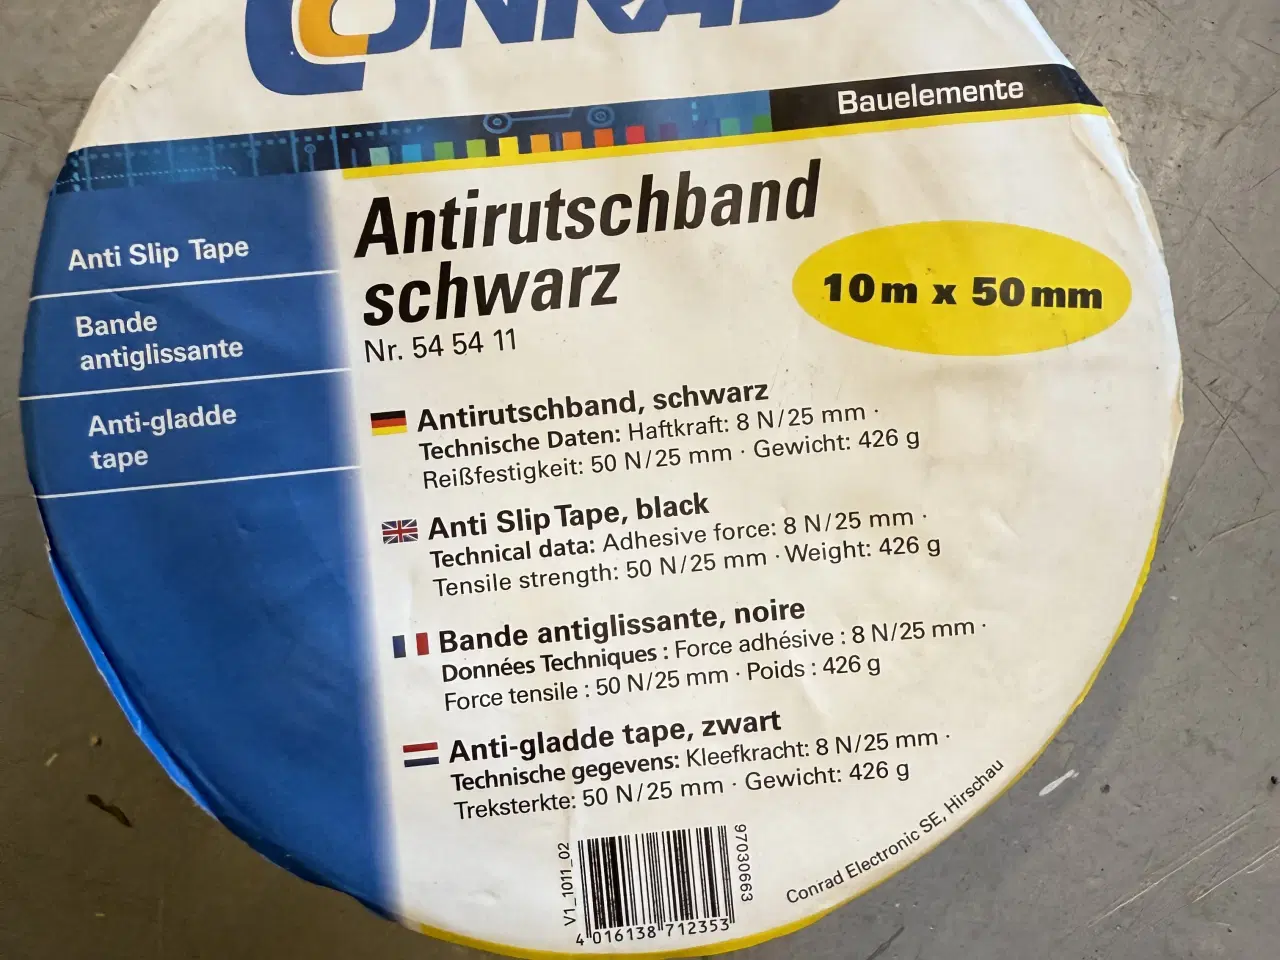 CONRAD
Bauelemente
Anti Slip Tape
Bande
antiglissante
Anti-gladde
tape
Antirutschband
schwarz
Nr. 54 54 11
10 m x 50 mm
Antirutschband, schwarz
Technische Daten: Haftkraft: 8 N/25 mm ·
Reißfestigkeit: 50 N/25 mm · Gewicht: 426 g
Anti Slip Tape, black
Technical data: Adhesive force: 8 N/25 mm ·
Tensile strength: 50 N/25 mm · Weight: 426 g
Bande antiglissante, noire
Données Techniques : Force adhésive : 8 N/25 mm ·
Force tensile : 50 N/25 mm · Poids : 426 g
Anti-gladde tape, zwart
Technische gegevens: Kleefkracht: 8 N/25 mm ·
Treksterkte: 50 N/25 mm · Gewicht: 426 g
V1_1011_02
97030663
4 016138 712353
Conrad Electronic SE, Hirschau